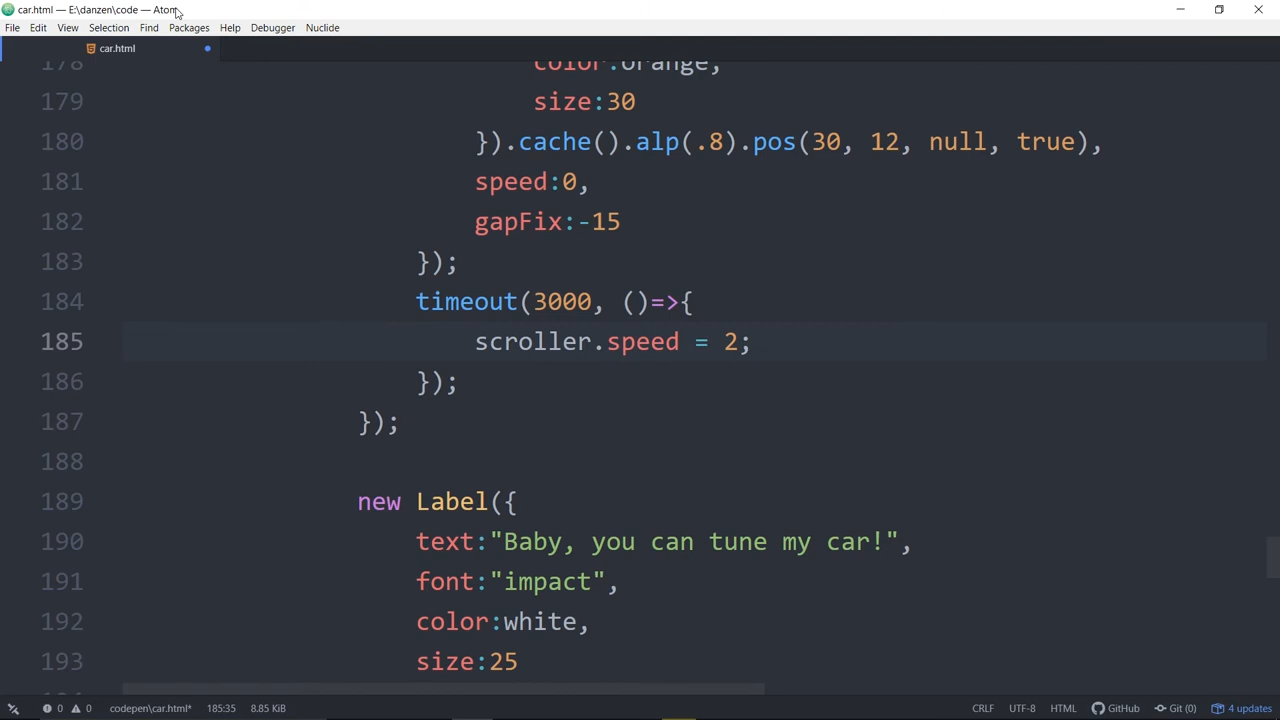 car.html — E:\danzen\code — Atom
File Edit View Selection Find Packages Help Debugger Nuclide
car.html
178 color:orange,
179 size:30
180 }).cache().alp(.8).pos(30, 12, null, true),
181 speed:0,
182 gapFix:-15
183 });
184 timeout(3000, ()=>{
185 scroller.speed = 2;
186 });
187 });
188
189 new Label({
190 text:"Baby, you can tune my car!",
191 font:"impact",
192 color:white,
193 size:25
0 0 codepen\car.html* 185:35 8.85 KiB CRLF UTF-8 HTML GitHub Git (0) 4 updates